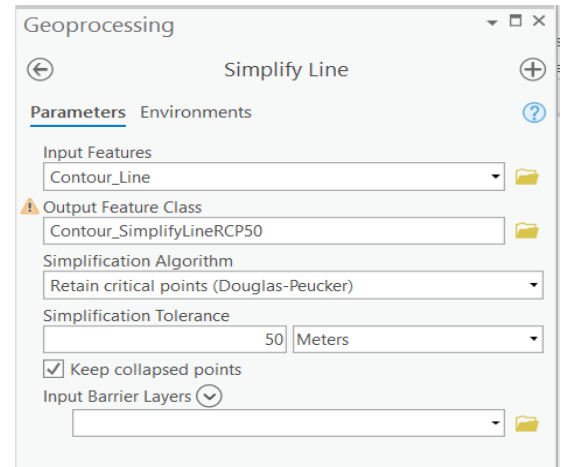 Geoprocessing
Simplify Line
Parameters Environments
Input Features
Contour_Line
Output Feature Class
Contour_SimplifyLineRCP50
Simplification Algorithm
Retain critical points (Douglas-Peucker)
Simplification Tolerance
50 Meters
Keep collapsed points
Input Barrier Layers